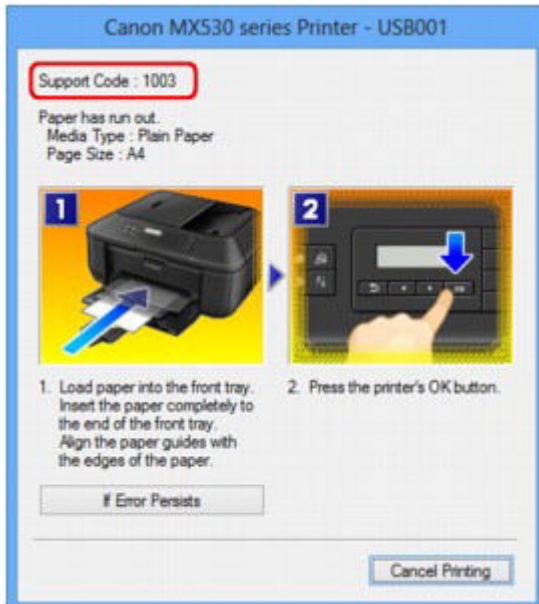 Canon MX530 series Printer - USB001
Support Code : 1003
Paper has run out.
Media Type : Plain Paper
Page Size : A4
1
2
1. Load paper into the front tray.
Insert the paper completely to
the end of the front tray.
Align the paper guides with
the edges of the paper.
2. Press the printer's OK button.
If Error Persists
Cancel Printing